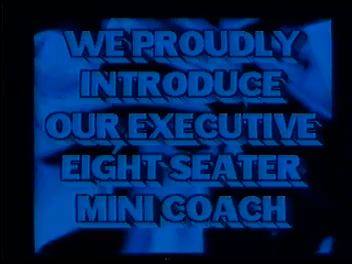 WE PROUDLY
INTRODUCE
OUR EXECUTIVE
EIGHT SEATER
MINI COACH